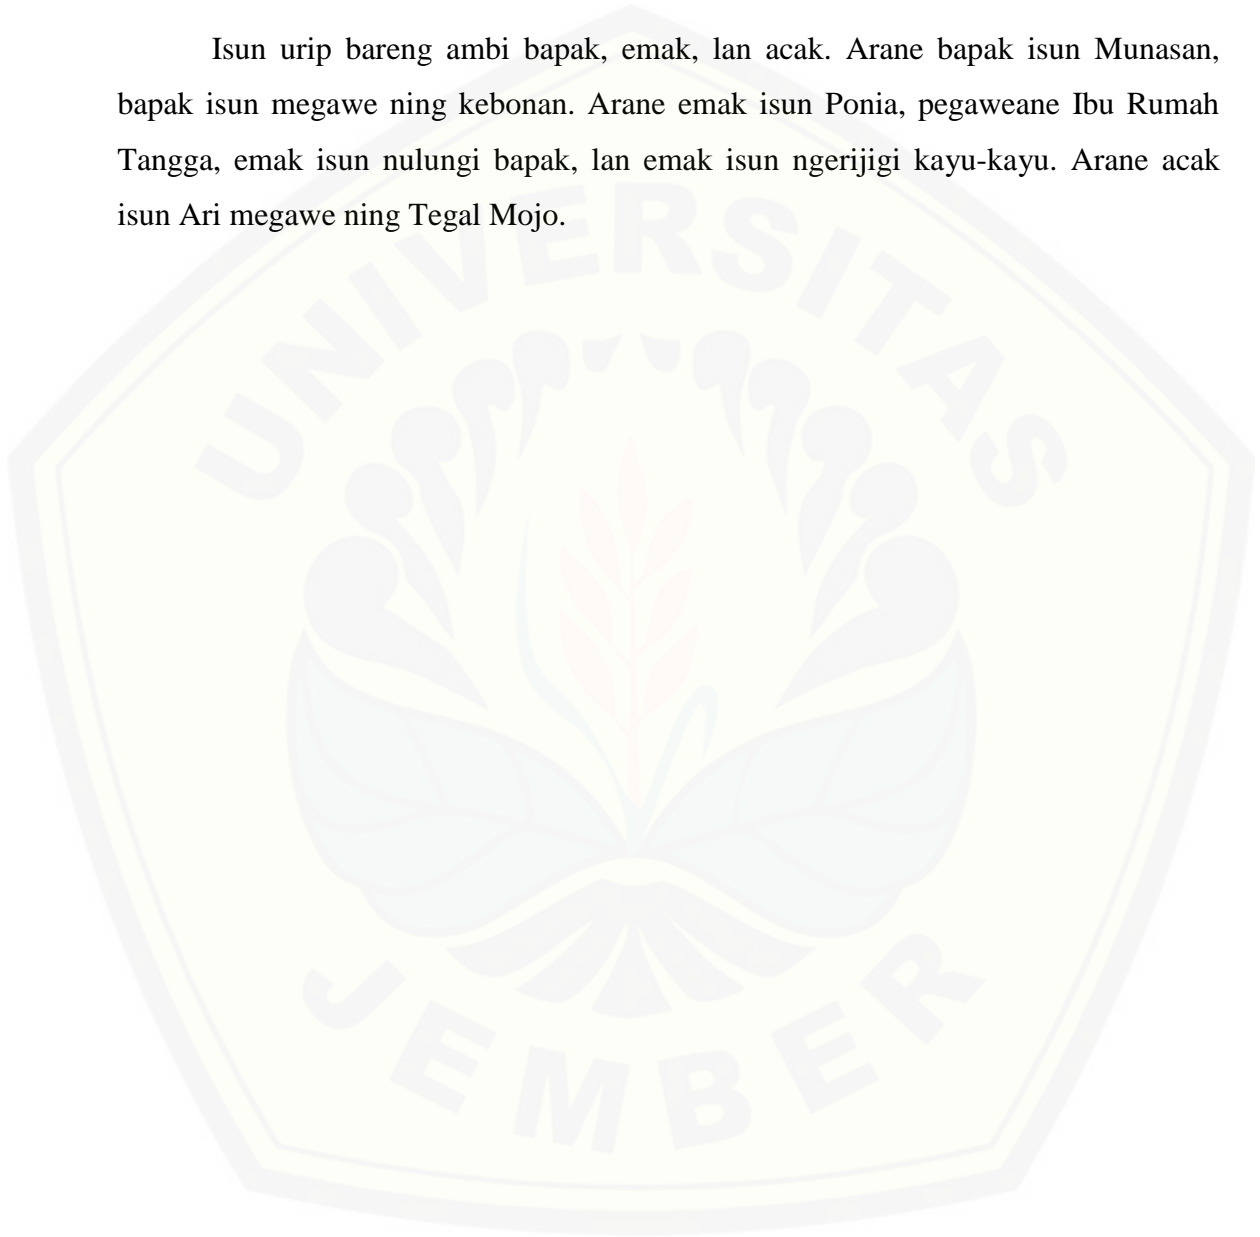 Isun urip bareng ambi bapak, emak, lan acak. Arane bapak isun Munasan,
bapak isun megawe ning kebonan. Arane emak isun Ponia, pegaweane Ibu Rumah
Tangga, emak isun nulungi bapak, lan emak isun ngerijigi kayu-kayu. Arane acak
isun Ari megawe ning Tegal Mojo.
UNIVERSITAS
JEMBER